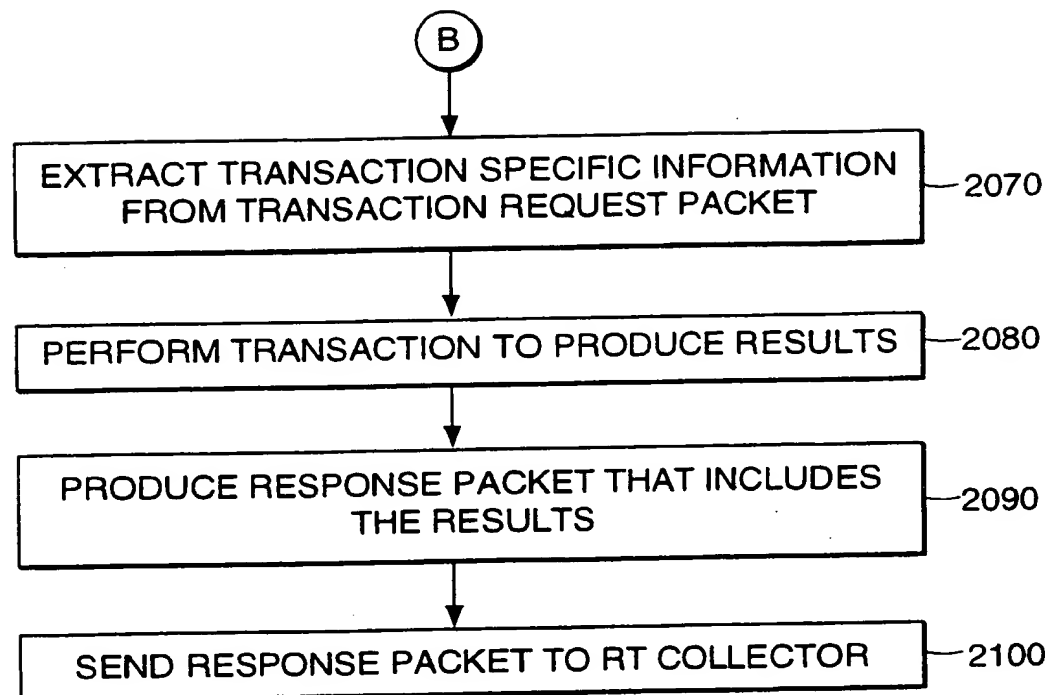 B
EXTRACT TRANSACTION SPECIFIC INFORMATION
FROM TRANSACTION REQUEST PACKET
2070
PERFORM TRANSACTION TO PRODUCE RESULTS
2080
PRODUCE RESPONSE PACKET THAT INCLUDES
THE RESULTS
2090
SEND RESPONSE PACKET TO RT COLLECTOR
2100